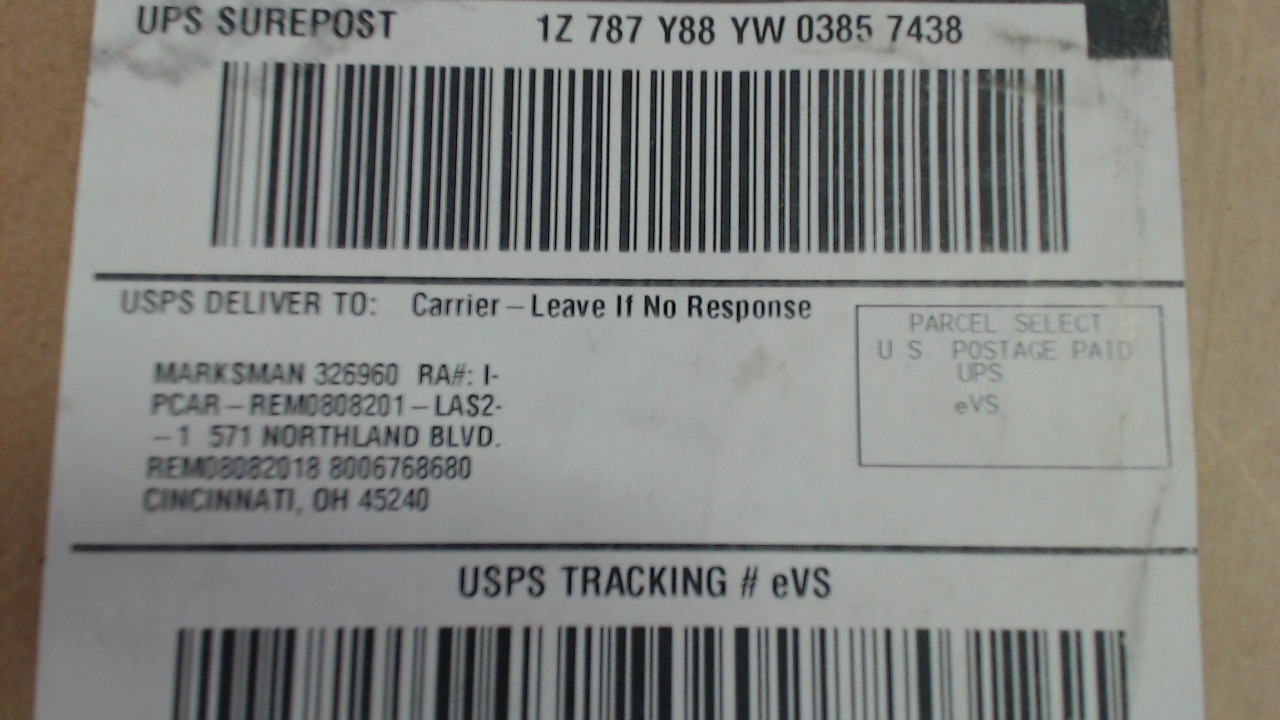 UPS SUREPOST 1Z 787 Y88 YW 0385 7438
USPS DELIVER TO: Carrier – Leave If No Response
PARCEL SELECT
U S POSTAGE PAID
UPS
eVS
MARKSMAN 326960 RA#: I-
PCAR – REM0808201 – LAS2-
– 1 571 NORTHLAND BLVD.
REM08082018 8006768680
CINCINNATI, OH 45240
USPS TRACKING # eVS